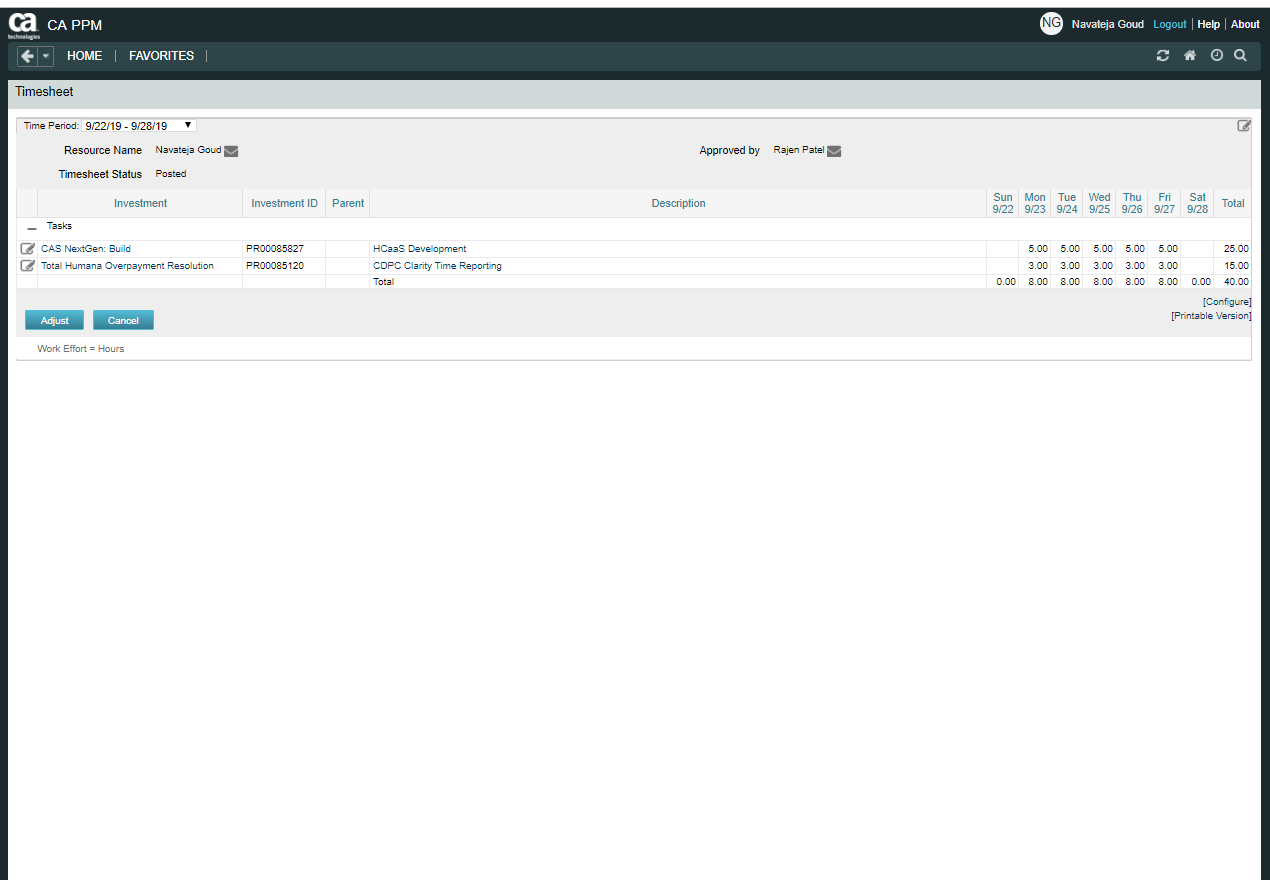 ca technologies CA PPM NG Navateja Goud Logout | Help | About
HOME | FAVORITES |
Timesheet
Time Period: 9/22/19 - 9/28/19
Resource Name Navateja Goud Approved by Rajen Patel
Timesheet Status Posted
Investment Investment ID Parent Description Sun 9/22 Mon 9/23 Tue 9/24 Wed 9/25 Thu 9/26 Fri 9/27 Sat 9/28 Total
Tasks
CAS NextGen: Build PR00085827 HCaaS Development 5.00 5.00 5.00 5.00 5.00 25.00
Total Humana Overpayment Resolution PR00085120 CDPC Clarity Time Reporting 3.00 3.00 3.00 3.00 3.00 15.00
Total 0.00 8.00 8.00 8.00 8.00 8.00 0.00 40.00
[Configure]
[Printable Version]
Adjust Cancel
Work Effort = Hours